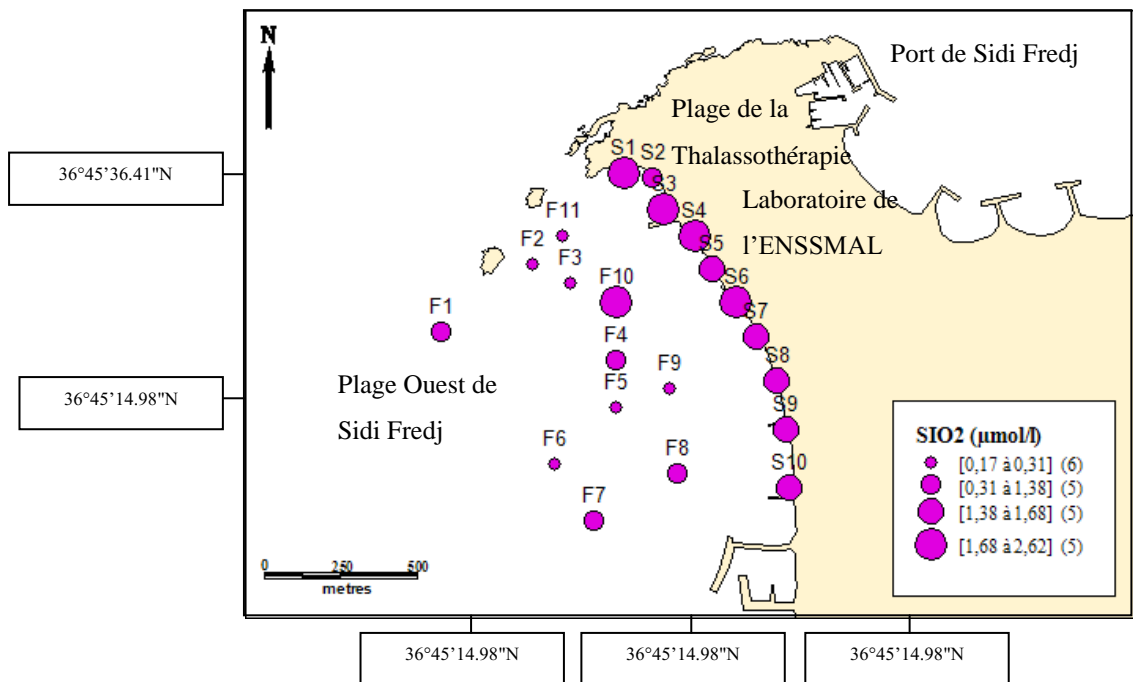 N
Port de Sidi Fredj
Plage de la
Thalassothérapie
Laboratoire de
l’ENSSMAL
S1
S2
S3
S4
S5
S6
S7
S8
S9
S10
F11
F2
F3
F10
F1
F4
F9
F5
F6
F8
F7
Plage Ouest de
Sidi Fredj
36°45’36.41"N
36°45’14.98"N
SIO2 (µmol/l)
[0,17 à 0,31] (6)
[0,31 à 1,38] (5)
[1,38 à 1,68] (5)
[1,68 à 2,62] (5)
0 250 500
metres
36°45’14.98"N
36°45’14.98"N
36°45’14.98"N